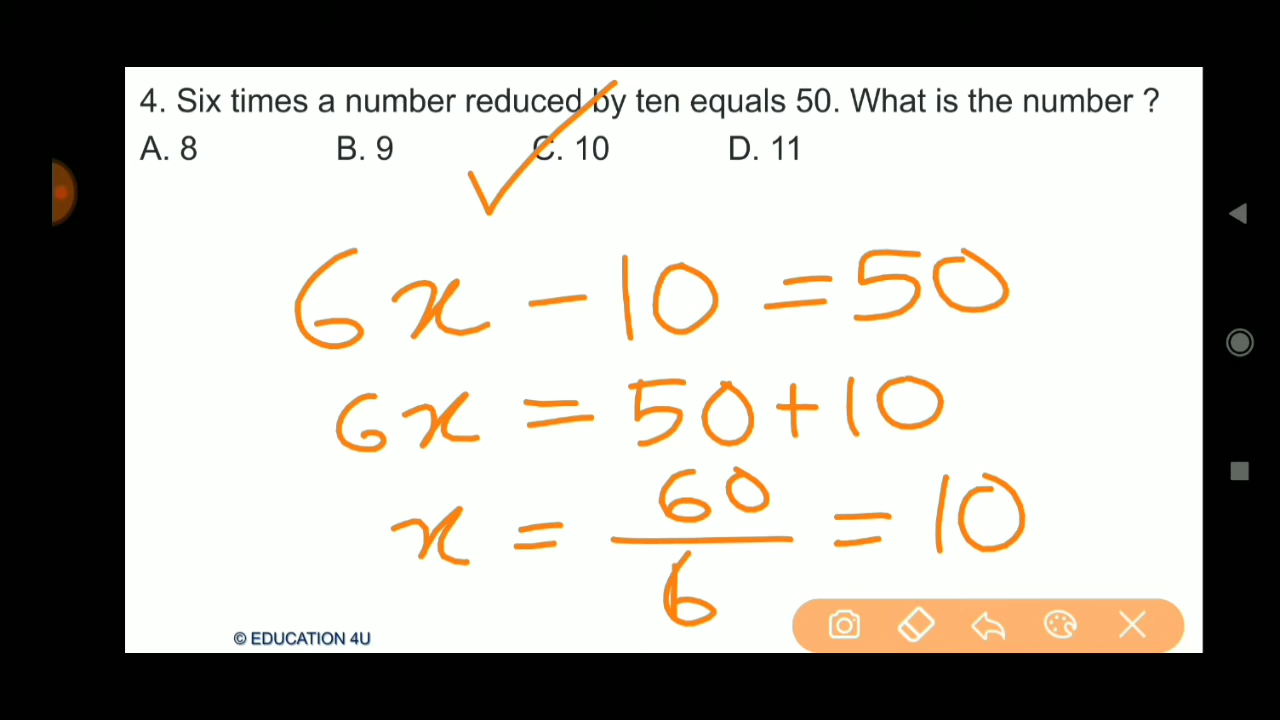 4. Six times a number reduced by ten equals 50. What is the number ?
A. 8 B. 9 C. 10 D. 11
6x - 10 = 50
6x = 50 + 10
x = 60/6 = 10
© EDUCATION 4U